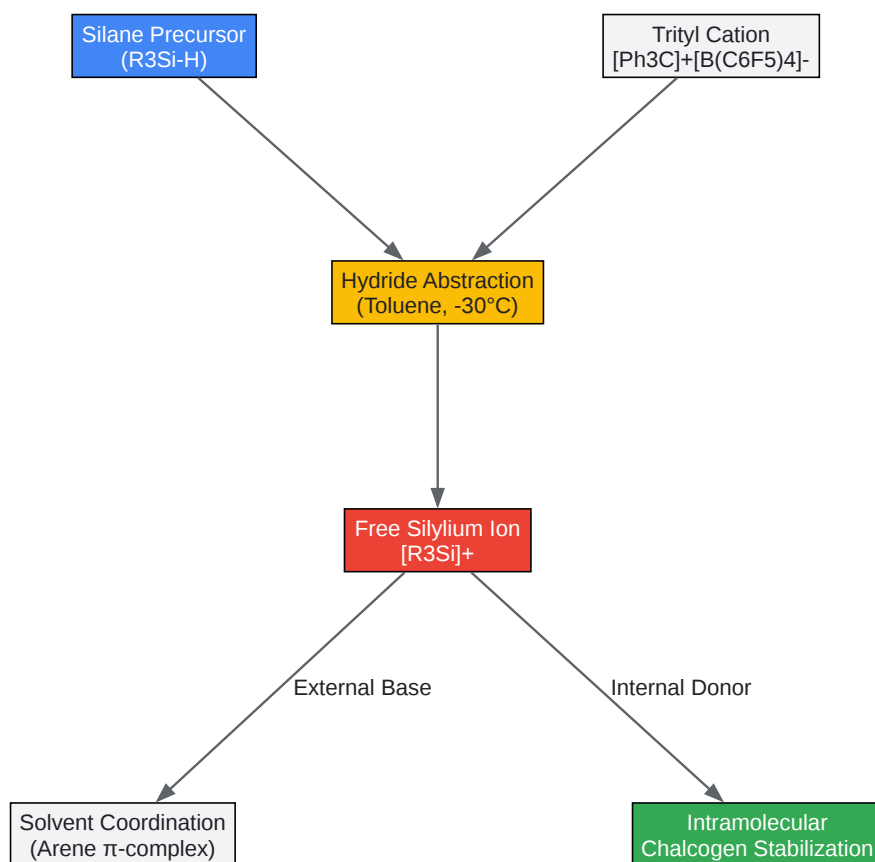 Silane Precursor
(R3Si-H)
Trityl Cation
[Ph3C]+[B(C6F5)4]-
Hydride Abstraction
(Toluene, -30°C)
Free Silylium Ion
[R3Si]+
External Base
Internal Donor
Solvent Coordination
(Arene π-complex)
Intramolecular
Chalcogen Stabilization